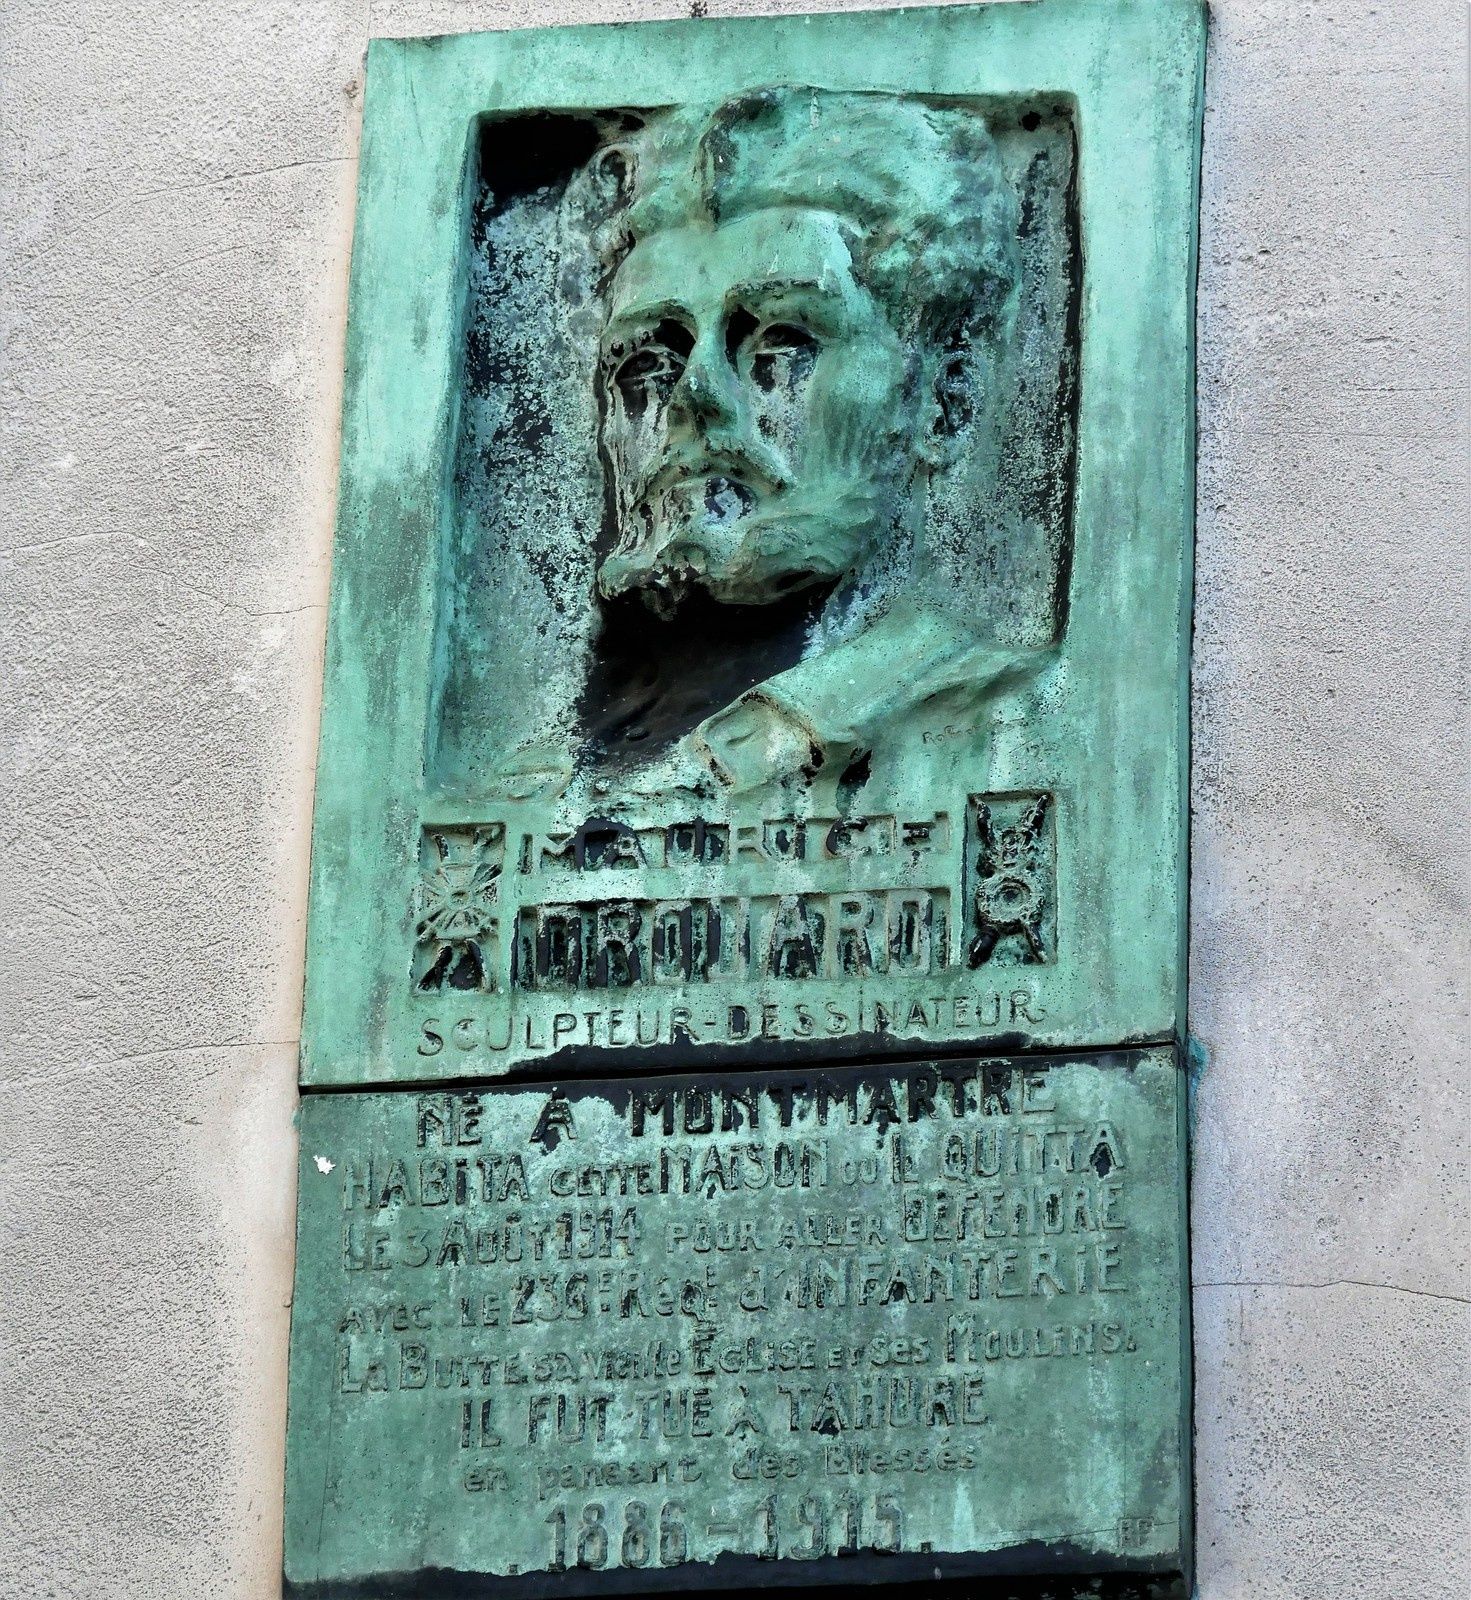 MAURICE
DROUARD
SCULPTEUR-DESSINATEUR
NÉ À MONTMARTRE
HABITA CETTE MAISON OU IL QUITTA
LE 3 AOÛT 1914 POUR ALLER DÉFENDRE
AVEC LE 236E Régt d'INFANTERIE
La BUTTE SA vieille ÉGLISE ET ses MOULINS.
IL FUT TUÉ À TAHURE
en pansant des Blessés
1886-1915.